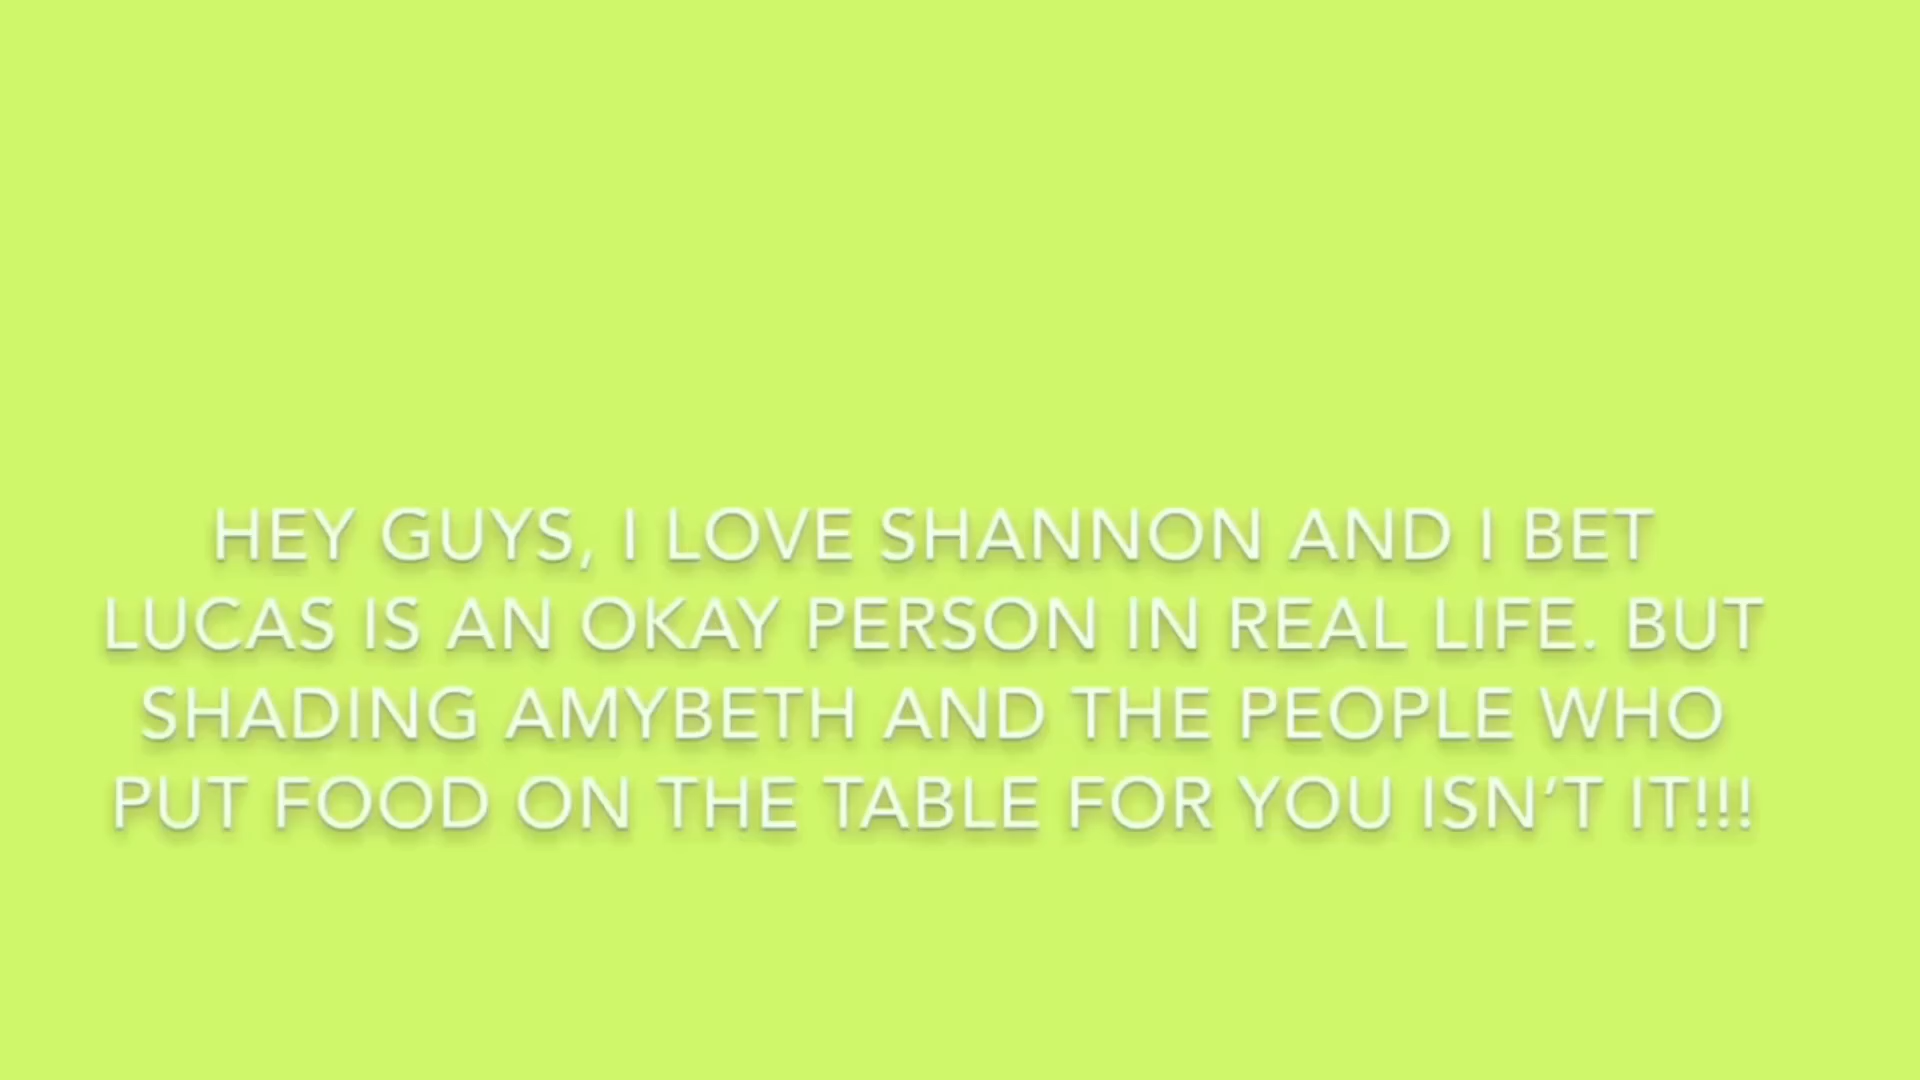 HEY GUYS, I LOVE SHANNON AND I BET
LUCAS IS AN OKAY PERSON IN REAL LIFE. BUT
SHADING AMYBETH AND THE PEOPLE WHO
PUT FOOD ON THE TABLE FOR YOU ISN’T IT!!!